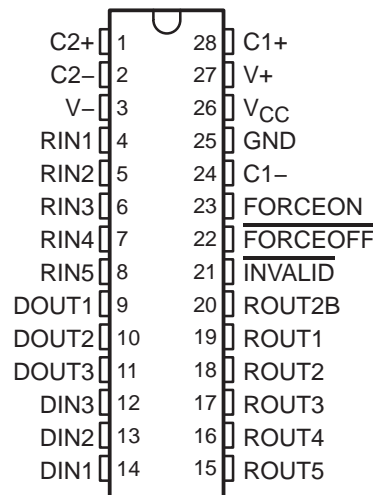 C2+ 1 28 C1+
C2− 2 27 V+
V− 3 26 VCC
RIN1 4 25 GND
RIN2 5 24 C1−
RIN3 6 23 FORCEON
RIN4 7 22 FORCEOFF
RIN5 8 21 INVALID
DOUT1 9 20 ROUT2B
DOUT2 10 19 ROUT1
DOUT3 11 18 ROUT2
DIN3 12 17 ROUT3
DIN2 13 16 ROUT4
DIN1 14 15 ROUT5